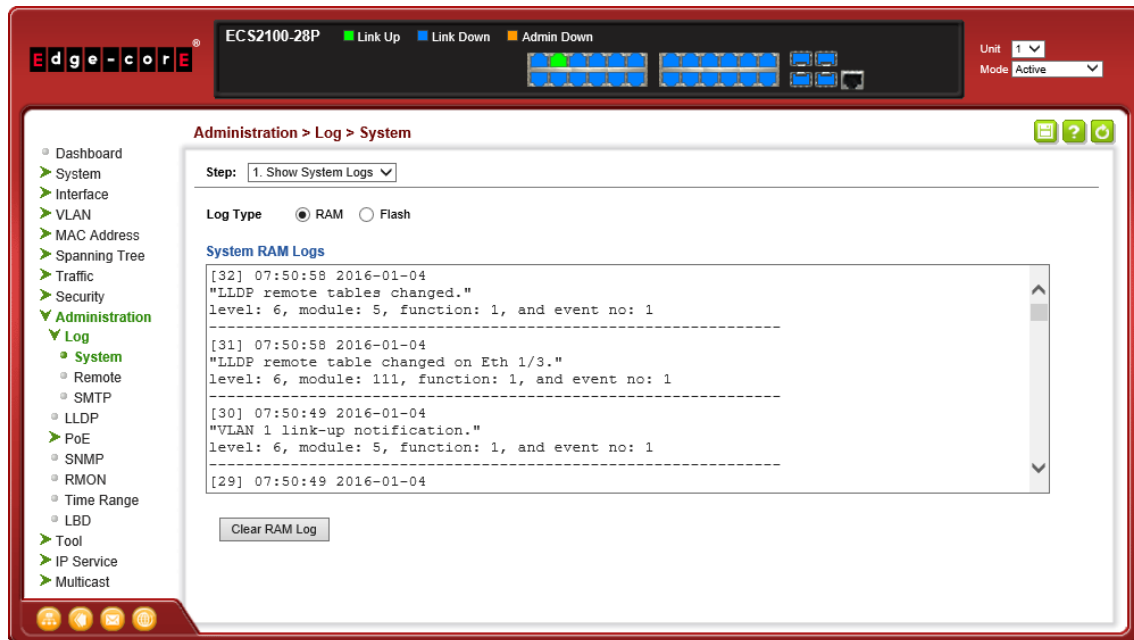 Edge-corE®
ECS2100-28P Link Up Link Down Admin Down
Unit 1
Mode Active
Administration > Log > System
Dashboard
System
Interface
VLAN
MAC Address
Spanning Tree
Traffic
Security
Administration
Log
System
Remote
SMTP
LLDP
PoE
SNMP
RMON
Time Range
LBD
Tool
IP Service
Multicast
Step: 1. Show System Logs
Log Type RAM Flash
System RAM Logs
[32] 07:50:58 2016-01-04
"LLDP remote tables changed."
level: 6, module: 5, function: 1, and event no: 1
------------------------------------------------------------
[31] 07:50:58 2016-01-04
"LLDP remote table changed on Eth 1/3."
level: 6, module: 111, function: 1, and event no: 1
------------------------------------------------------------
[30] 07:50:49 2016-01-04
"VLAN 1 link-up notification."
level: 6, module: 5, function: 1, and event no: 1
------------------------------------------------------------
[29] 07:50:49 2016-01-04
Clear RAM Log